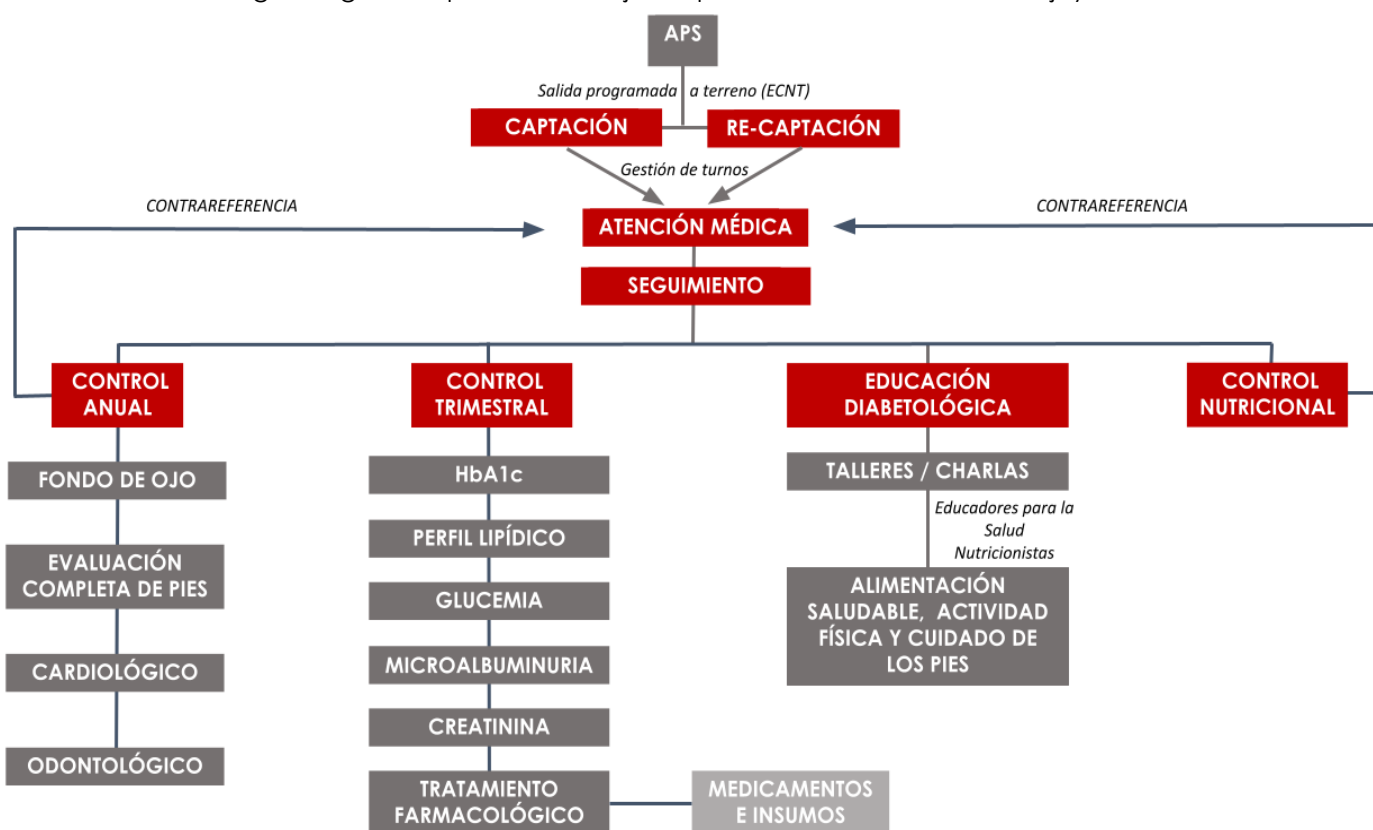 APS
Salida programada a terreno (ECNT)
CAPTACIÓN
RE-CAPTACIÓN
Gestión de turnos
CONTRAREFERENCIA
CONTRAREFERENCIA
ATENCIÓN MÉDICA
SEGUIMIENTO
CONTROL
ANUAL
FONDO DE OJO
EVALUACIÓN
COMPLETA DE PIES
CARDIOLÓGICO
ODONTOLÓGICO
CONTROL
TRIMESTRAL
HbA1c
PERFIL LIPÍDICO
GLUCEMIA
MICROALBUMINURIA
CREATININA
TRATAMIENTO
FARMACOLÓGICO
MEDICAMENTOS
E INSUMOS
EDUCACIÓN
DIABETOLÓGICA
TALLERES / CHARLAS
Educadores para la
Salud
Nutricionistas
ALIMENTACIÓN
SALUDABLE, ACTIVIDAD
FÍSICA Y CUIDADO DE
LOS PIES
CONTROL
NUTRICIONAL